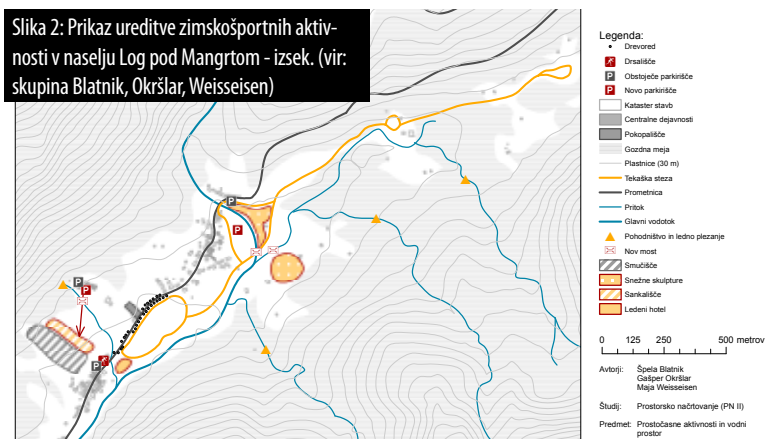 Slika 2: Prikaz ureditve zimskošportnih aktiv-
nosti v naselju Log pod Mangrtom - izsek. (vir:
skupina Blatnik, Okršlar, Weisseisen)
P
P
P
P
P
Legenda:
Drevored
Drsališče
P Obstoječe parkirišče
P Novo parkirišče
Kataster stavb
Centralne dejavnosti
Pokopališče
Gozdna meja
Plastnice (30 m)
Tekaška steza
Prometnica
Pritok
Glavni vodotok
Pohodništvo in ledno plezanje
Nov most
Smučišče
Snežne skulpture
Sankališče
Ledeni hotel
0 125 250 500 metrov
Avtorji: Špela Blatnik
Gašper Okršlar
Maja Weisseisen
Študij: Prostorsko načrtovanje (PN II)
Predmet: Prostočasne aktivnosti in vodni
prostor